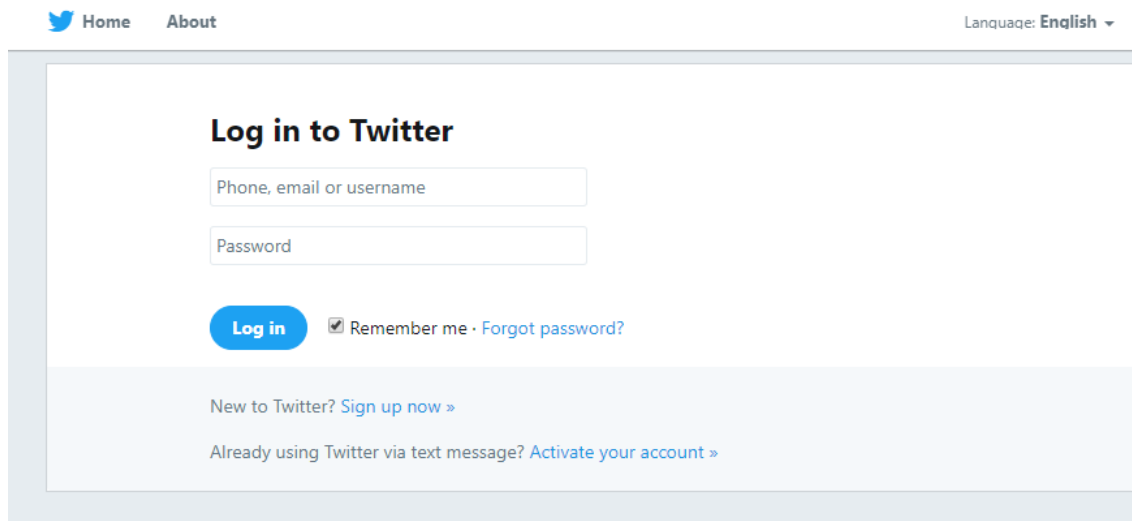 Home About Language: English
Log in to Twitter
Phone, email or username
Password
Log in Remember me · Forgot password?
New to Twitter? Sign up now »
Already using Twitter via text message? Activate your account »